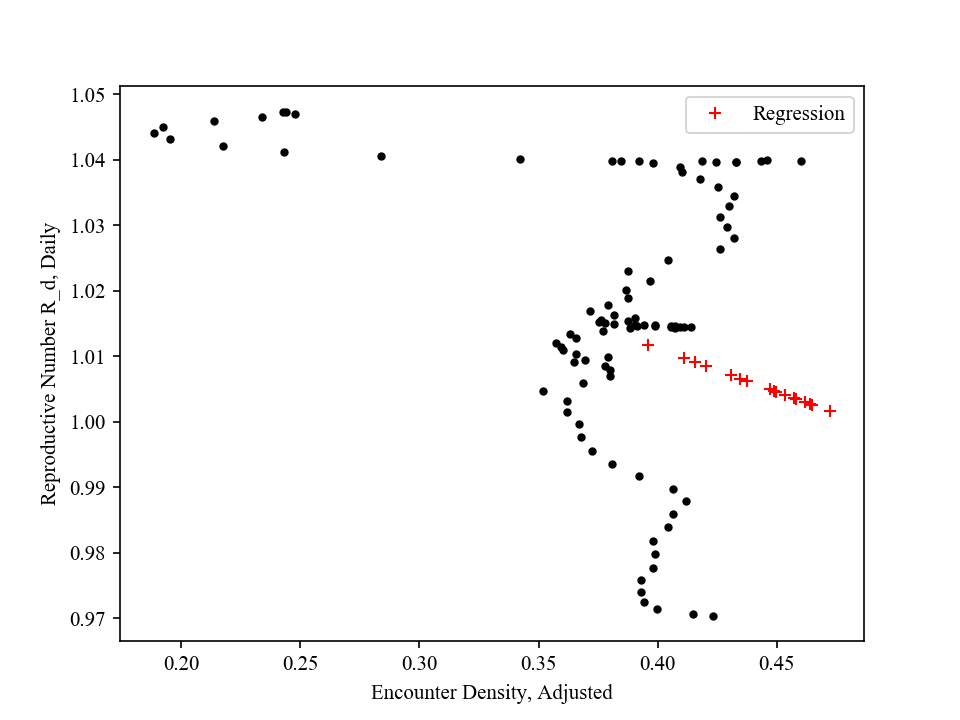 Regression
1.05
1.04
1.03
1.02
1.01
1.00
0.99
0.98
0.97
Reproductive Number R_d, Daily
0.20 0.25 0.30 0.35 0.40 0.45
Encounter Density, Adjusted